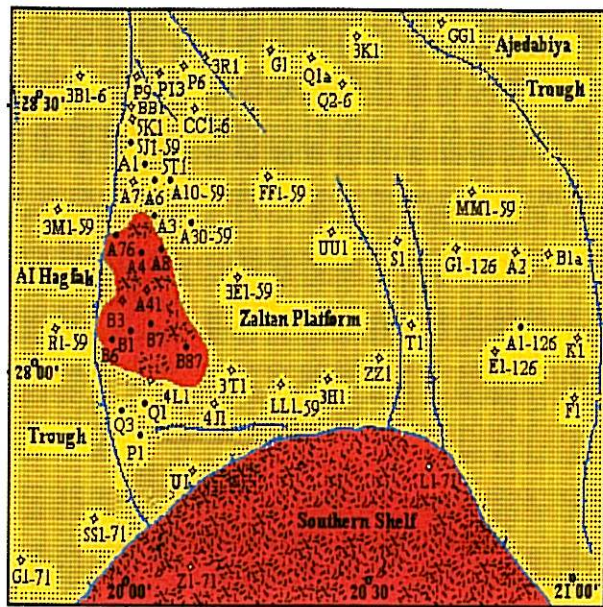 GG1
3K1
Ajedabiya
3R1
G1
Q1a
P6
P13
P9
Trough
3B1-6
Q2-6
28°30'
BB1
CC1-6
5K1
5J1-59
A1
5T1
A7
A6
A10-59
FF1-59
MM1-59
3M1-59
A3
A30-59
A76
UU1
S1
A4
A8
G1-126
A2
B1a
Al Hagfah
3E1-59
A41
Zaltan Platform
B3
R1-59
B1
B7
T1
A1-126
K1
B6
B87
E1-126
28°00'
3T1
ZZ1
4L1
LL1-59
3H1
Q1
4J1
F1
Q3
Trough
P1
U1
L1-71
SS1-71
Southern Shelf
G1-71
Z1-71
20°00'
20°30'
21°00'